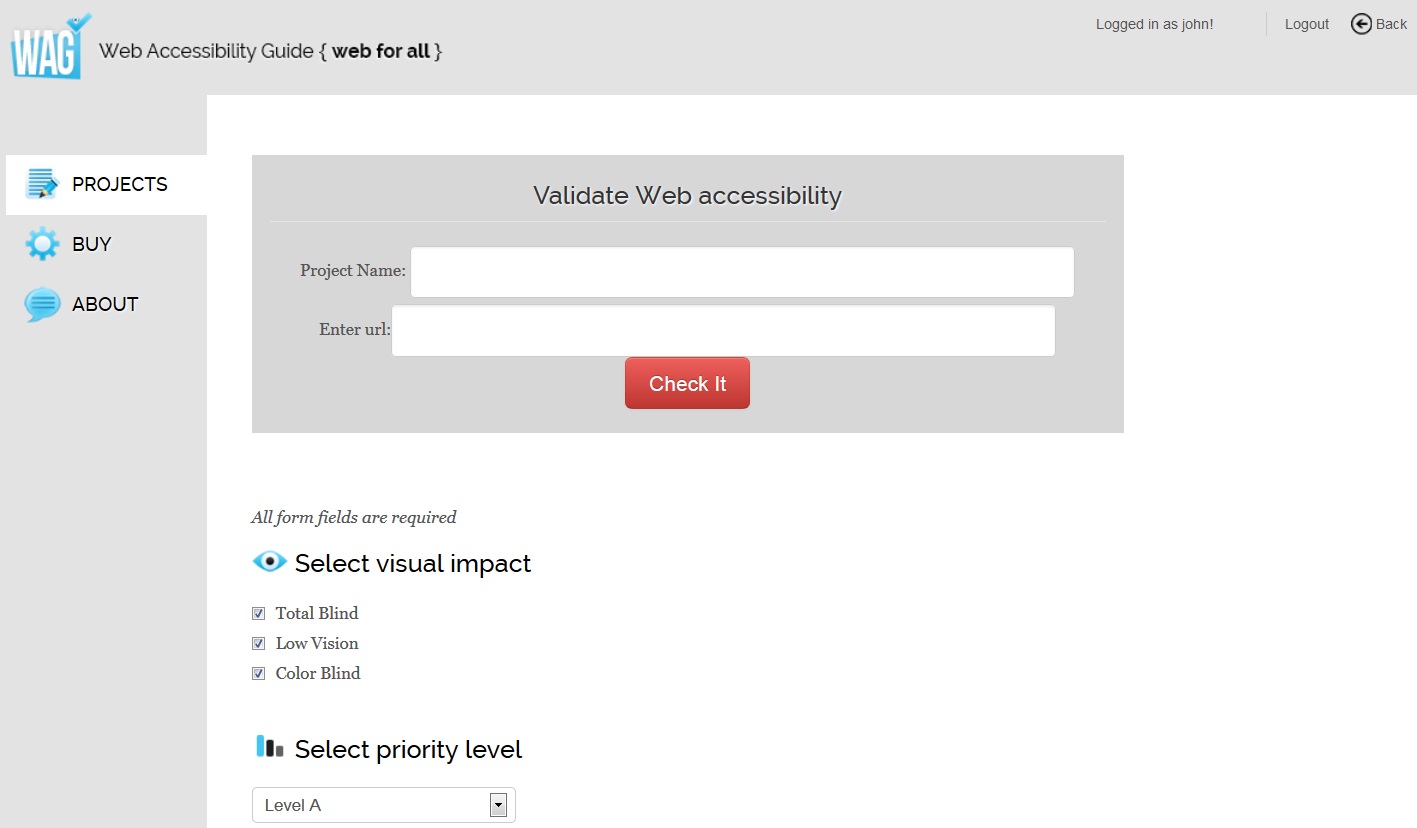 WAG
Web Accessibility Guide { web for all }
Logged in as john!
Logout
Back
PROJECTS
BUY
ABOUT
Validate Web accessibility
Project Name:
Enter url:
Check It
All form fields are required
Select visual impact
Total Blind
Low Vision
Color Blind
Select priority level
Level A